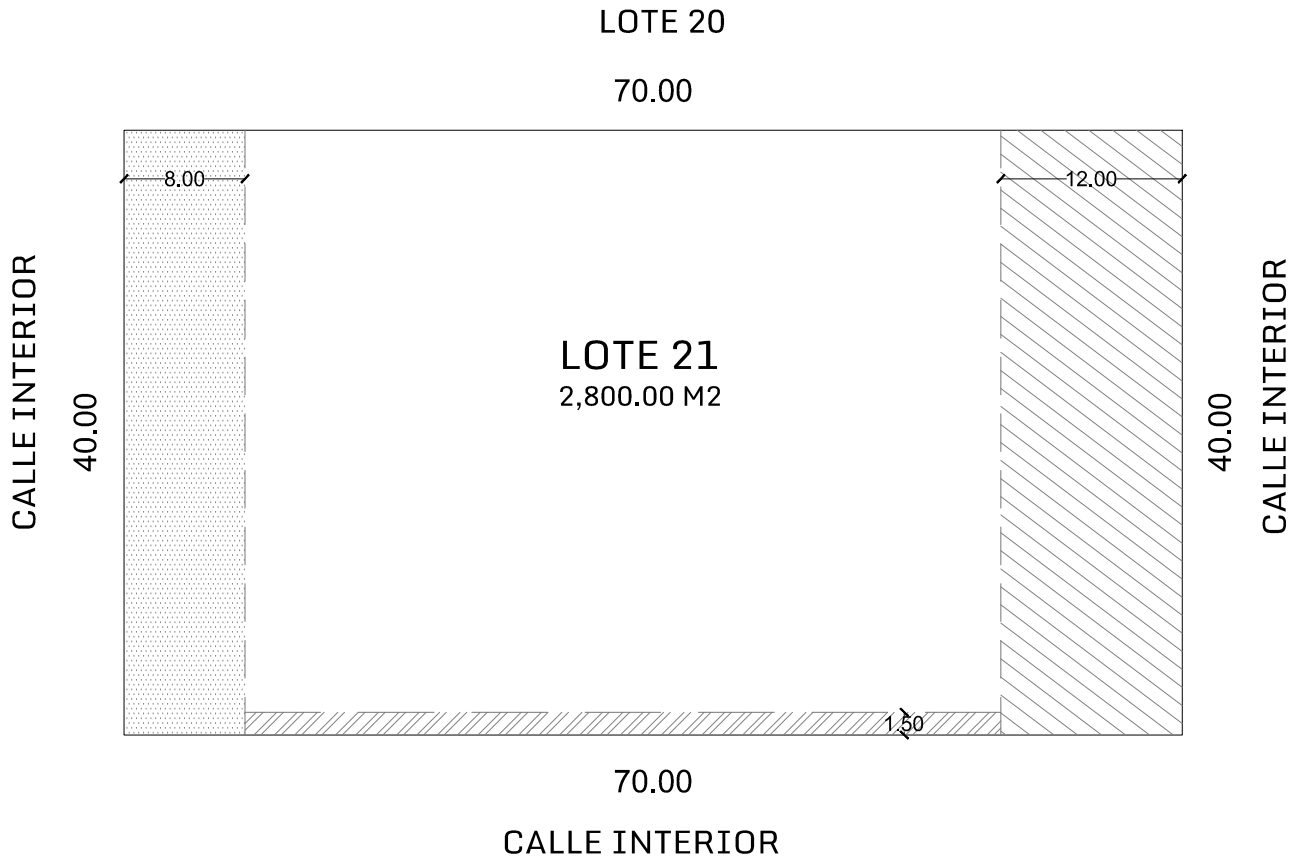 LOTE 20
70.00
8.00
12.00
CALLE INTERIOR
40.00
LOTE 21
2,800.00 M2
40.00
CALLE INTERIOR
1.50
70.00
CALLE INTERIOR